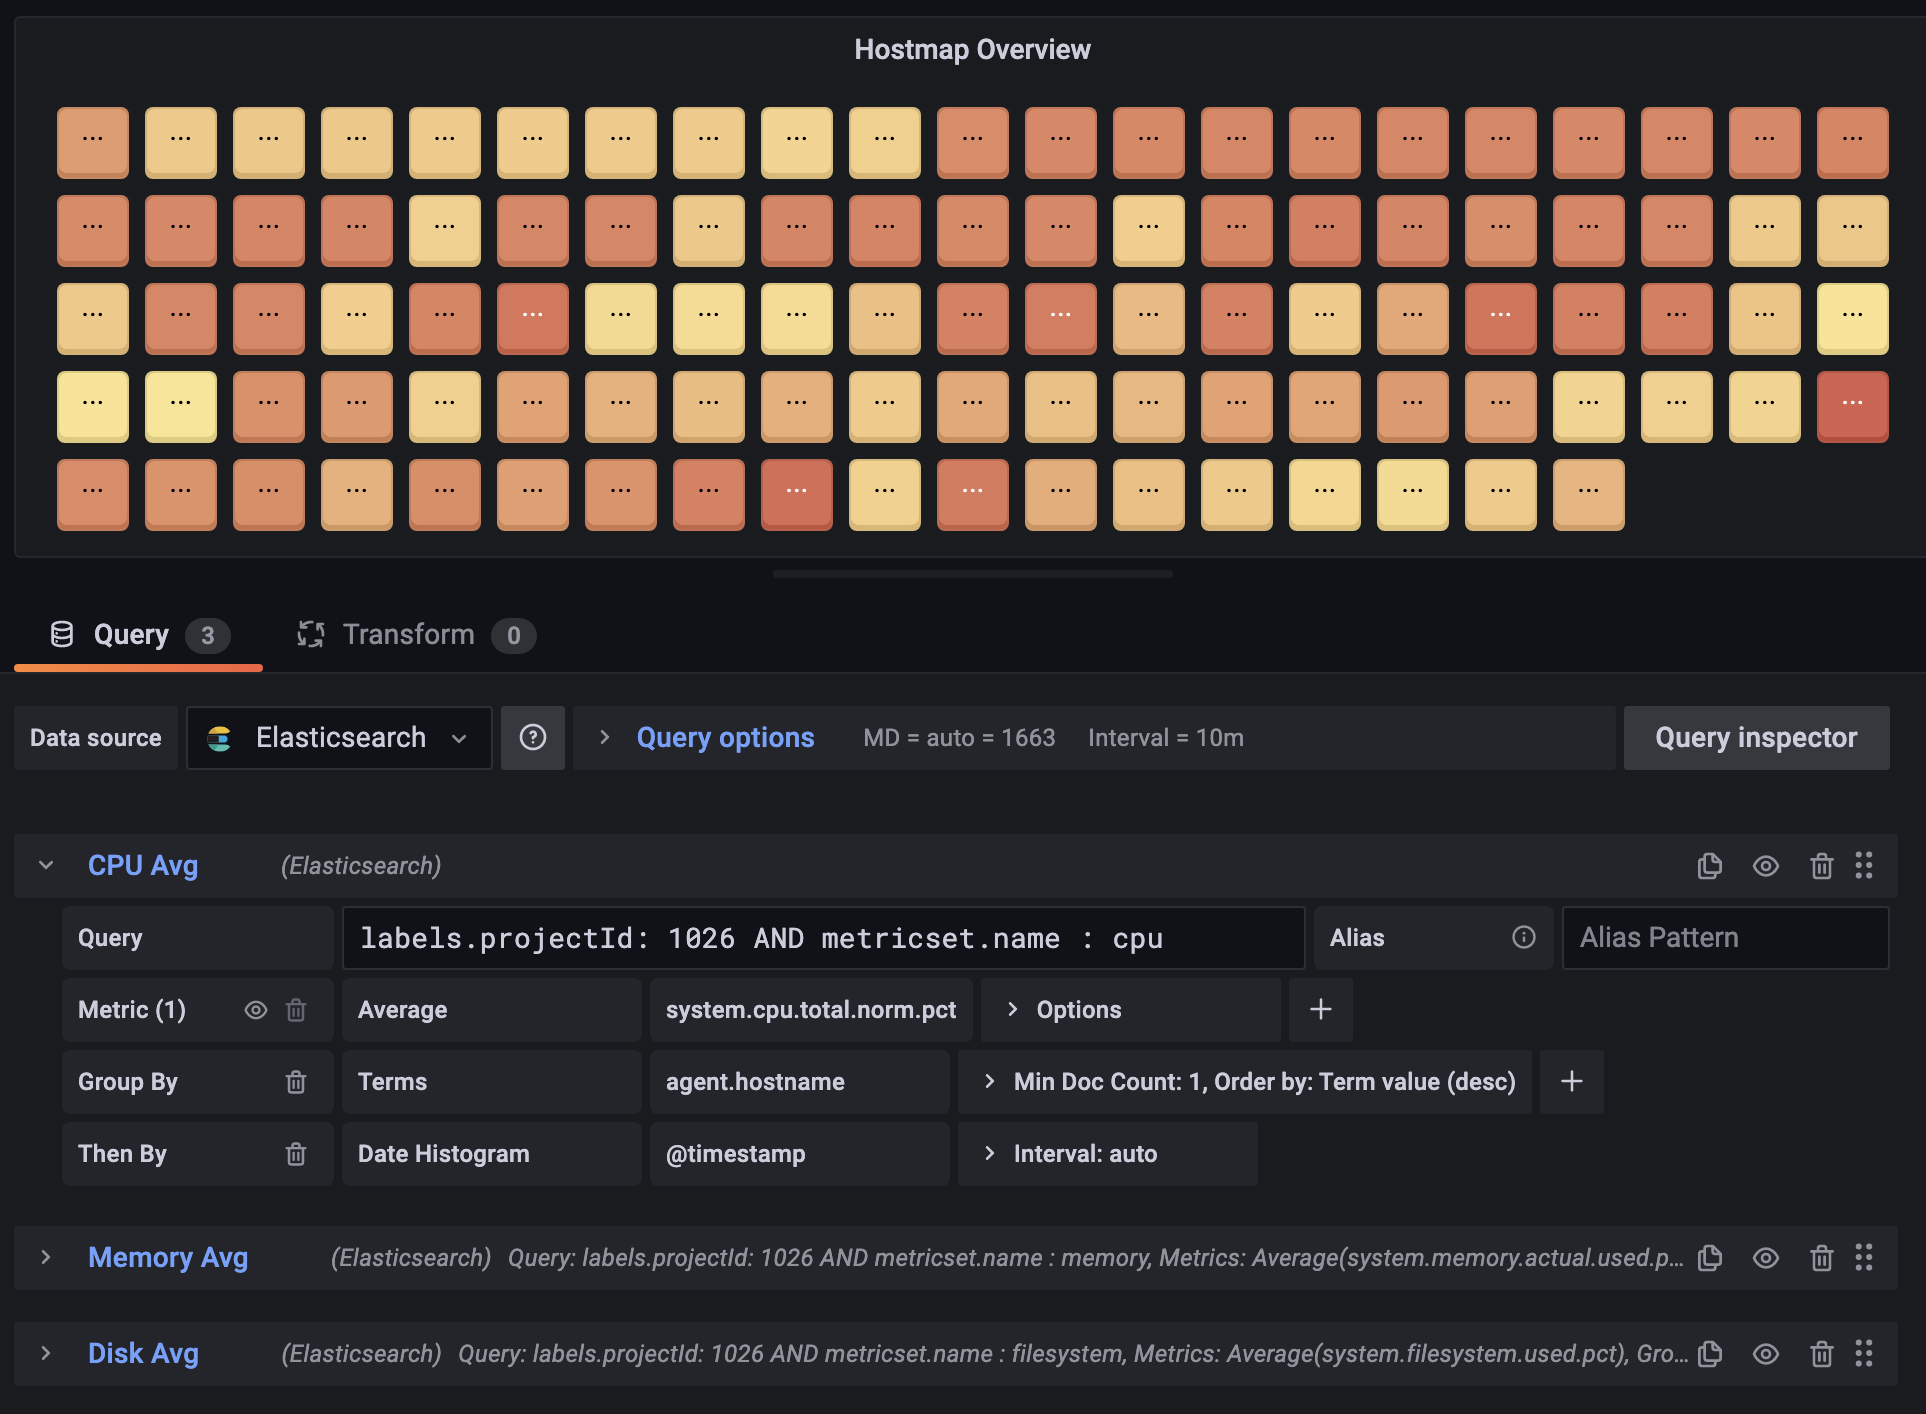 Hostmap Overview
... ... ... ... ... ... ... ... ... ... ... ... ... ... ... ... ... ... ... ... ...
... ... ... ... ... ... ... ... ... ... ... ... ... ... ... ... ... ... ... ... ...
... ... ... ... ... ... ... ... ... ... ... ... ... ... ... ... ... ... ... ... ...
... ... ... ... ... ... ... ... ... ... ... ... ... ... ... ... ... ... ... ... ...
... ... ... ... ... ... ... ... ... ... ... ... ... ... ... ... ... ...
Query 3 Transform 0
Data source Elasticsearch Query options MD = auto = 1663 Interval = 10m Query inspector
CPU Avg (Elasticsearch)
Query labels.projectId: 1026 AND metricset.name : cpu Alias Alias Pattern
Metric (1) Average system.cpu.total.norm.pct Options +
Group By Terms agent.hostname Min Doc Count: 1, Order by: Term value (desc) +
Then By Date Histogram @timestamp Interval: auto
Memory Avg (Elasticsearch) Query: labels.projectId: 1026 AND metricset.name : memory, Metrics: Average(system.memory.actual.used.p...
Disk Avg (Elasticsearch) Query: labels.projectId: 1026 AND metricset.name : filesystem, Metrics: Average(system.filesystem.used.pct), Gro...